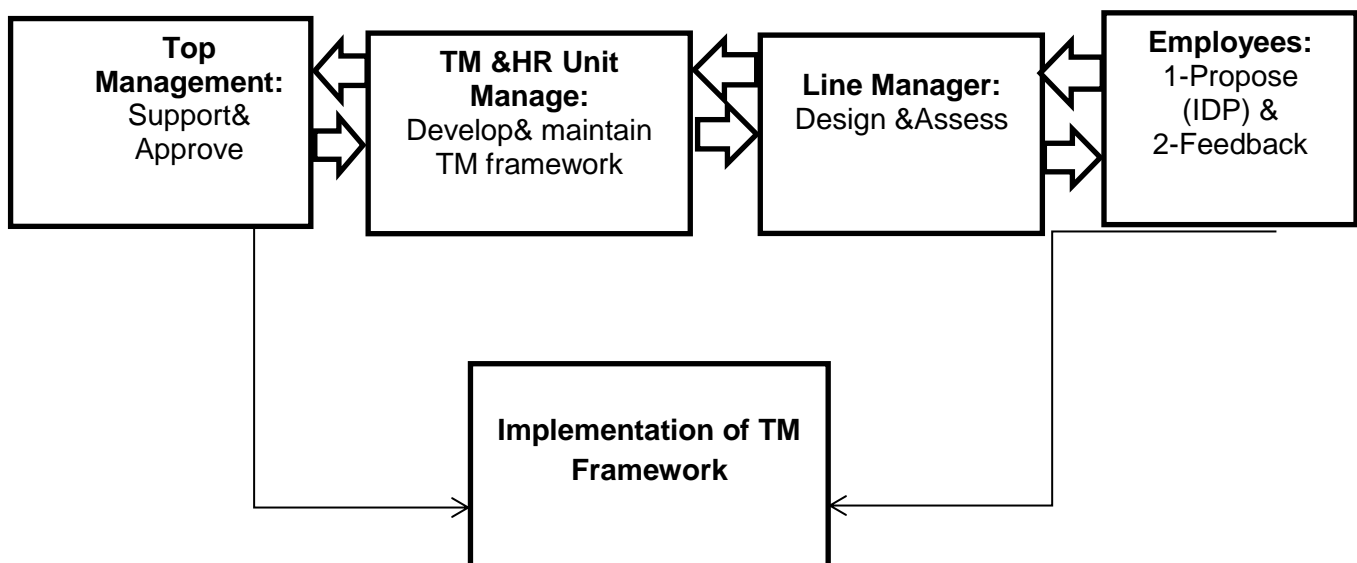 Top
Management:
Support&
Approve
TM &HR Unit
Manage:
Develop& maintain
TM framework
Line Manager:
Design &Assess
Employees:
1-Propose
(IDP) &
2-Feedback
Implementation of TM
Framework